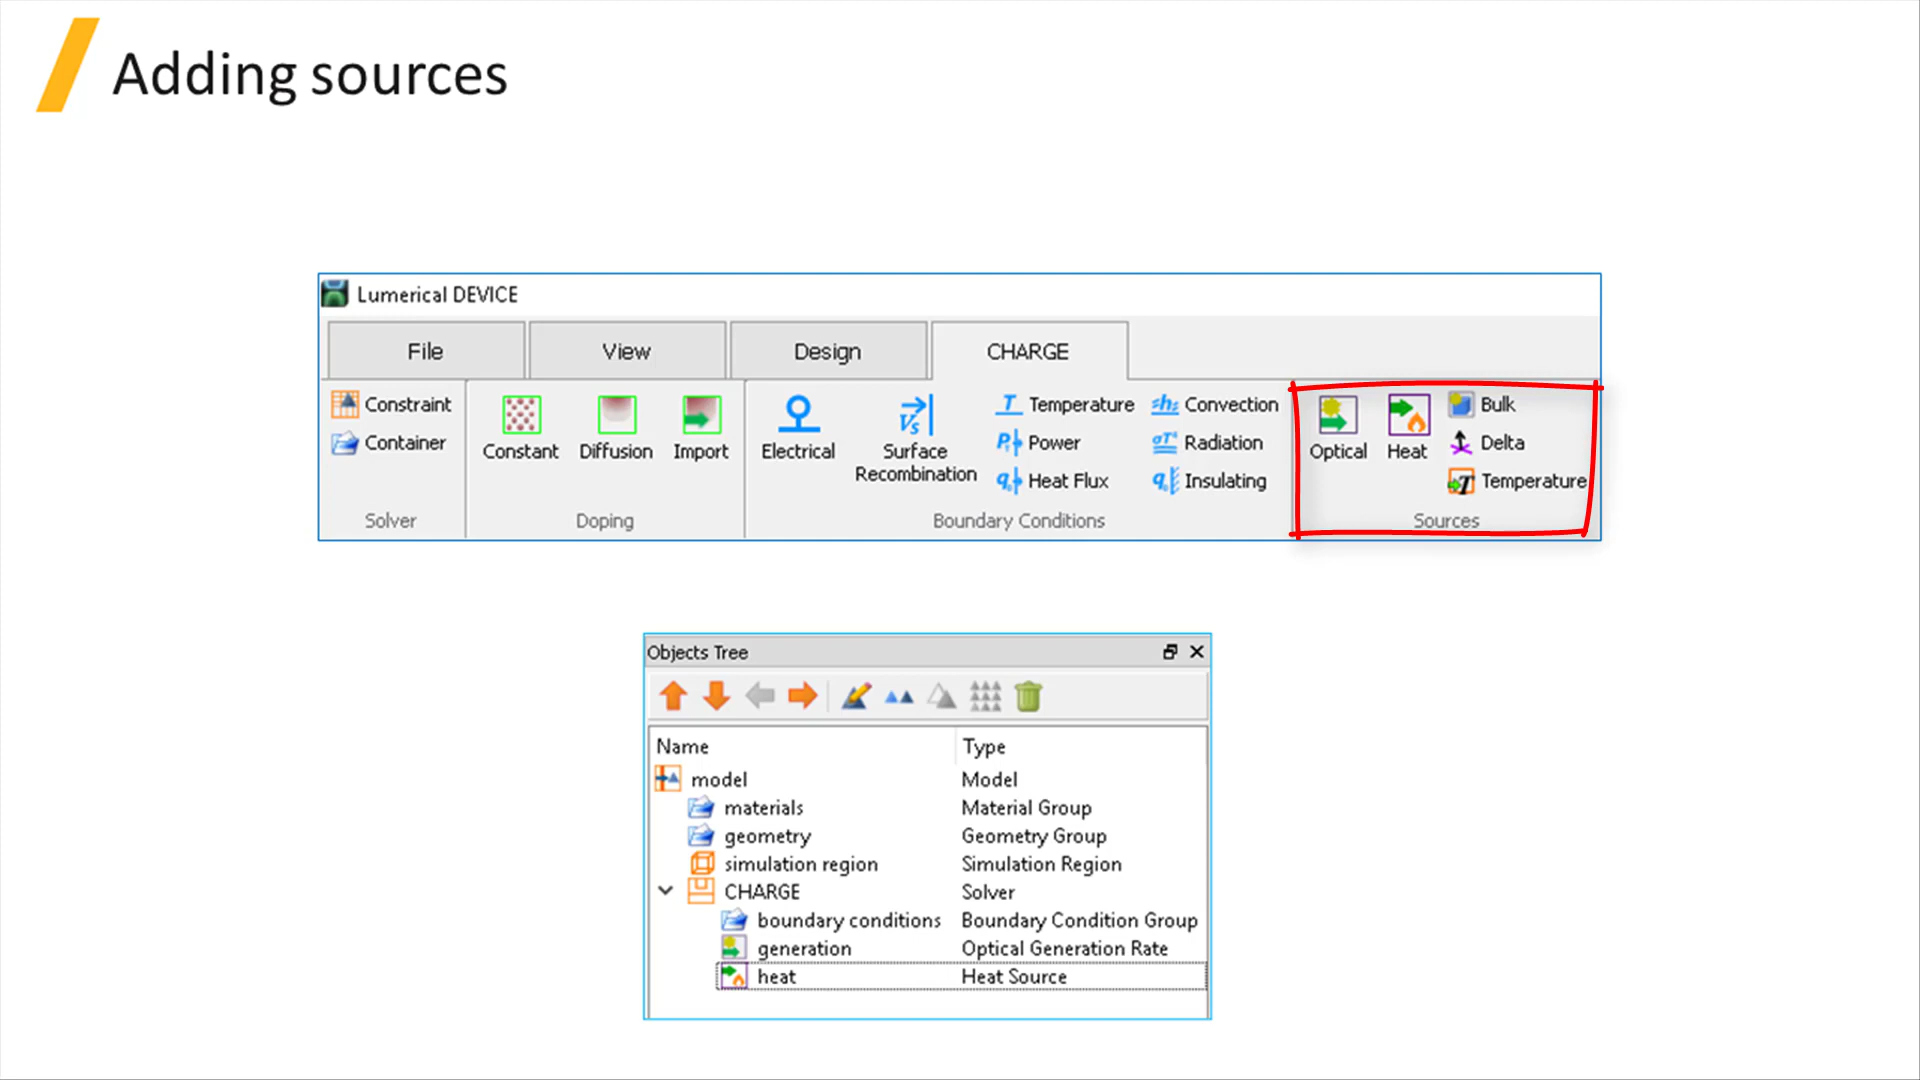 Adding sources
Lumerical DEVICE
File View Design CHARGE
Constraint
Container
Solver
Constant Diffusion Import
Doping
Electrical
Surface
Recombination
Temperature
Power
Heat Flux
Convection
Radiation
Insulating
Boundary Conditions
Optical Heat
Bulk
Delta
Temperature
Sources
Objects Tree
Name Type
model Model
materials Material Group
geometry Geometry Group
simulation region Simulation Region
CHARGE Solver
boundary conditions Boundary Condition Group
generation Optical Generation Rate
heat Heat Source